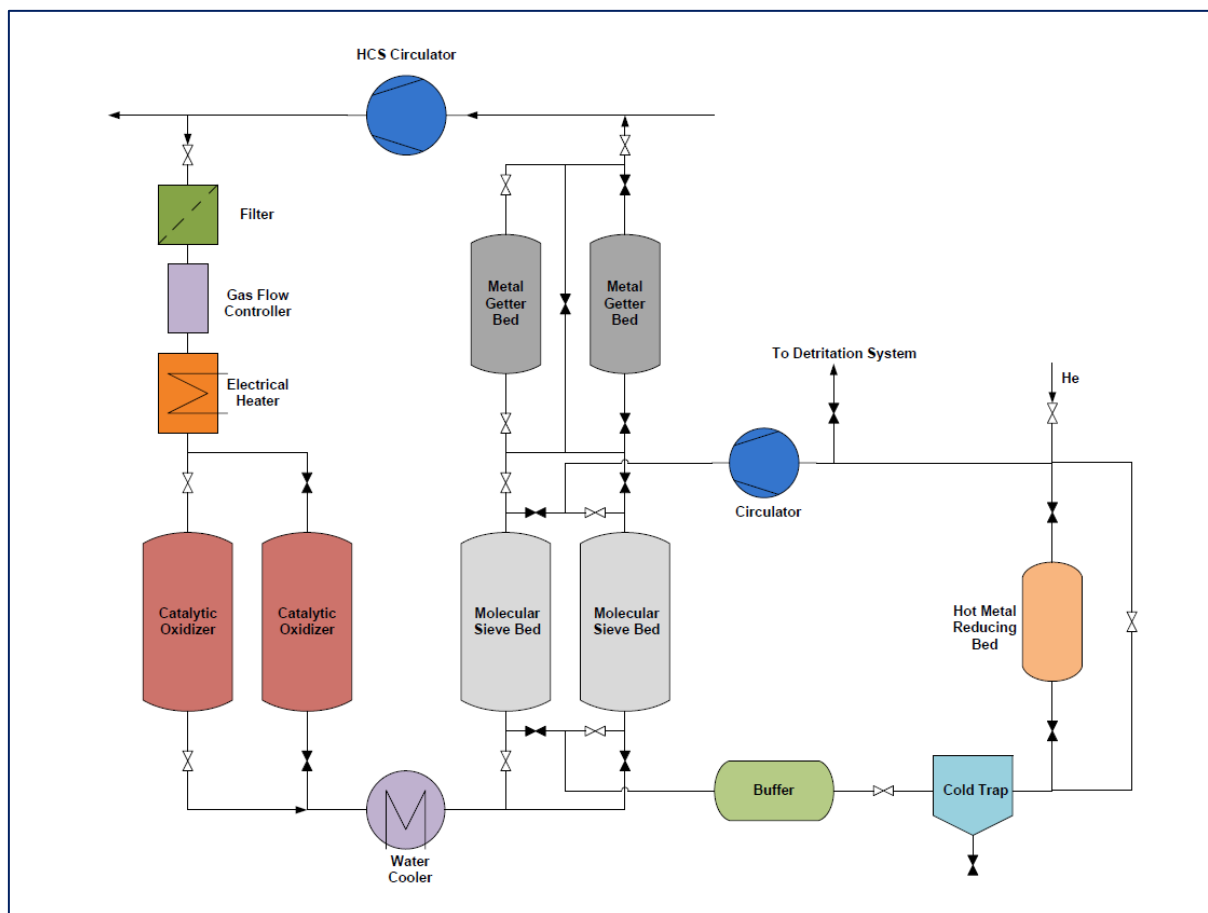 HCS Circulator
Filter
Gas Flow
Controller
Electrical
Heater
Metal
Getter
Bed
Metal
Getter
Bed
To Detritation System
He
Circulator
Catalytic
Oxidizer
Catalytic
Oxidizer
Molecular
Sieve Bed
Molecular
Sieve Bed
Hot Metal
Reducing
Bed
Buffer
Cold Trap
Water
Cooler